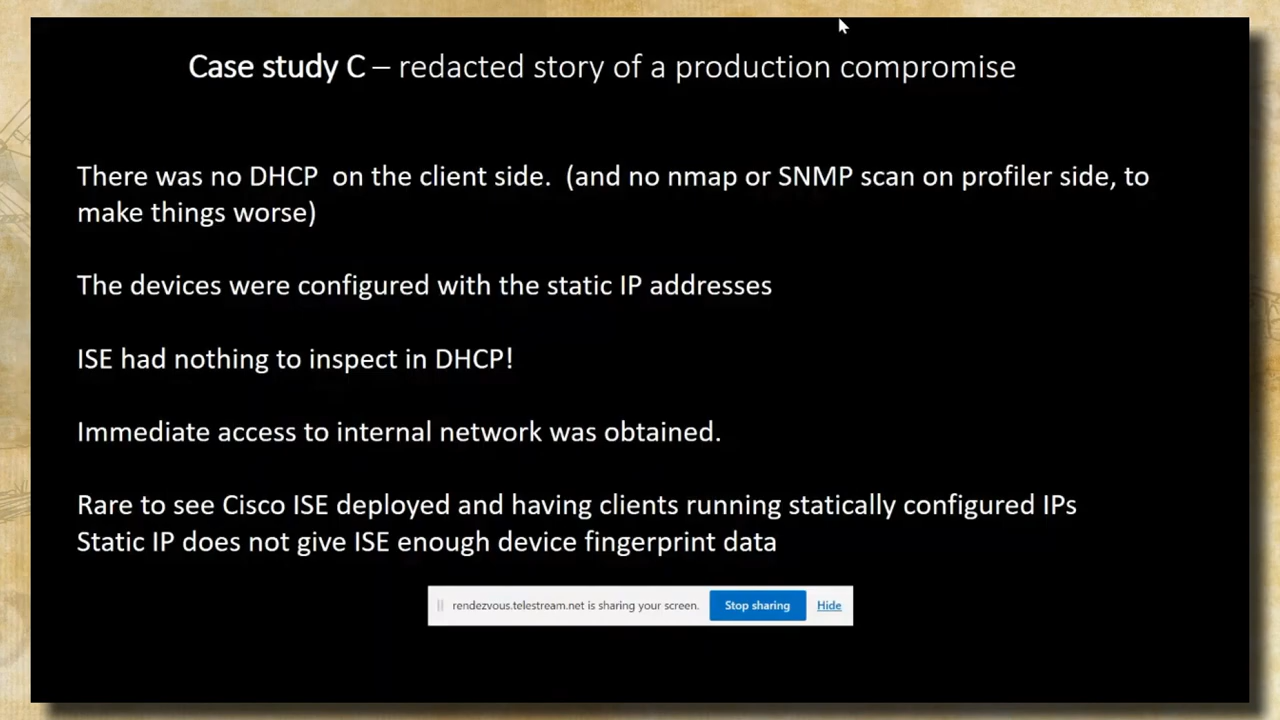 Case study C – redacted story of a production compromise
There was no DHCP  on the client side.  (and no nmap or SNMP scan on profiler side, to
make things worse)
The devices were configured with the static IP addresses
ISE had nothing to inspect in DHCP!
Immediate access to internal network was obtained.
Rare to see Cisco ISE deployed and having clients running statically configured IPs
Static IP does not give ISE enough device fingerprint data
rendezvous.telestream.net is sharing your screen. Stop sharing Hide